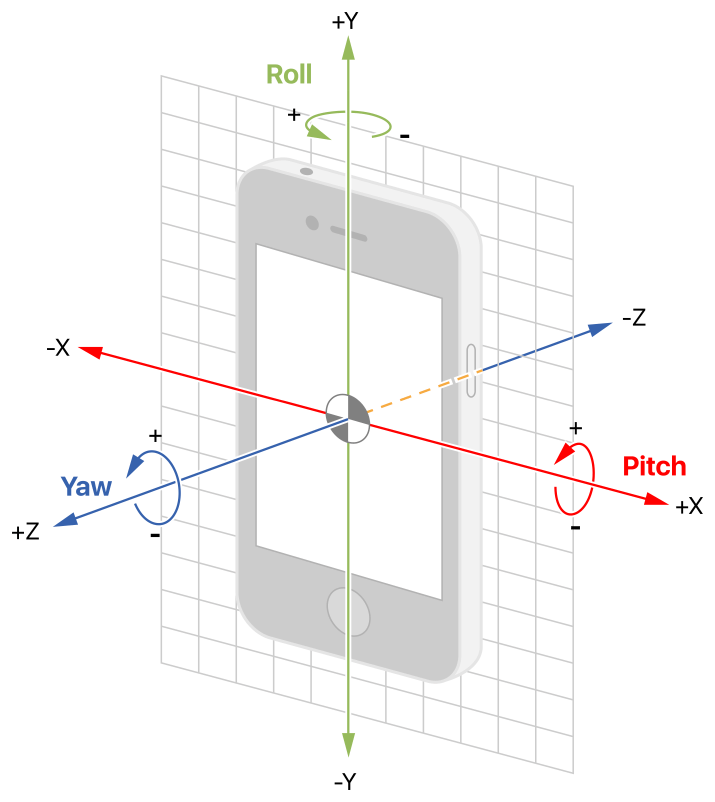 +Y
Roll
+
-
-Z
-X
+
+
Yaw
Pitch
+Z
-
+X
-
-Y